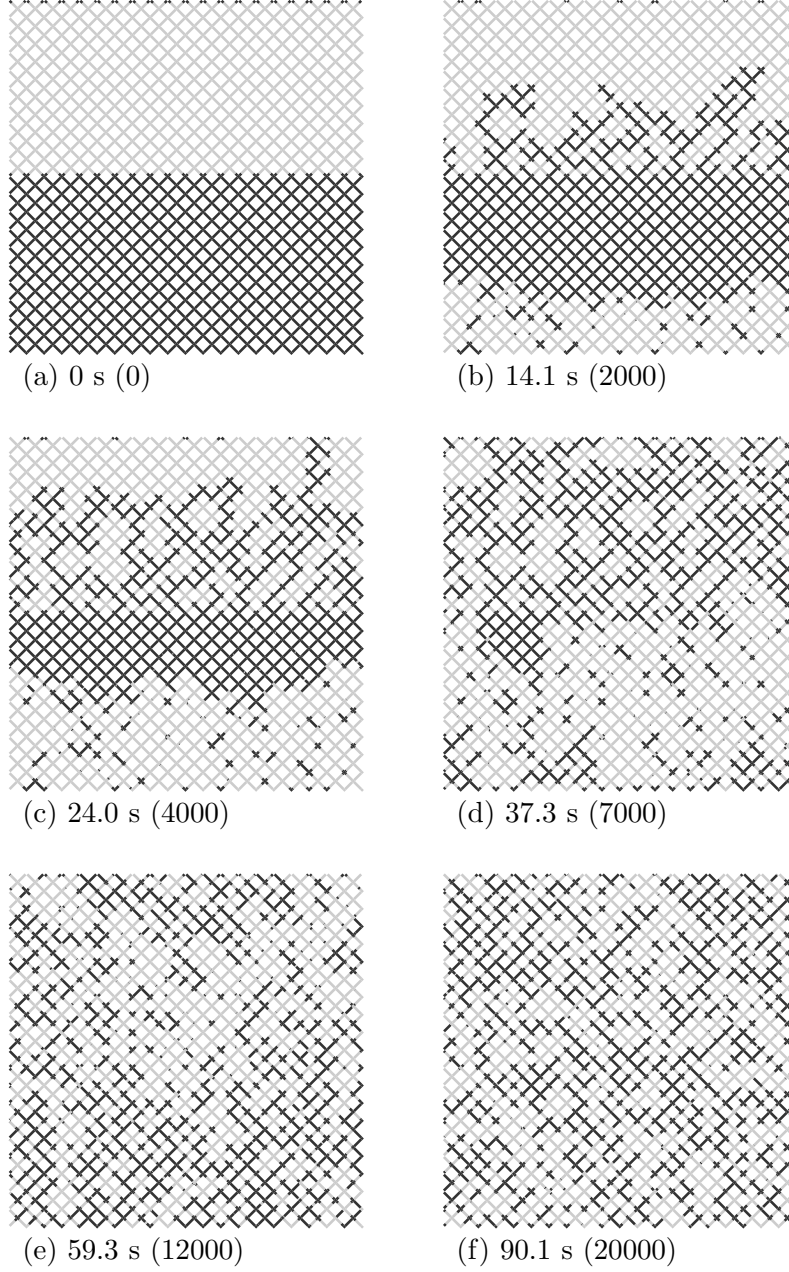 (a) 0 s (0)
(b) 14.1 s (2000)
(c) 24.0 s (4000)
(d) 37.3 s (7000)
(e) 59.3 s (12000)
(f) 90.1 s (20000)